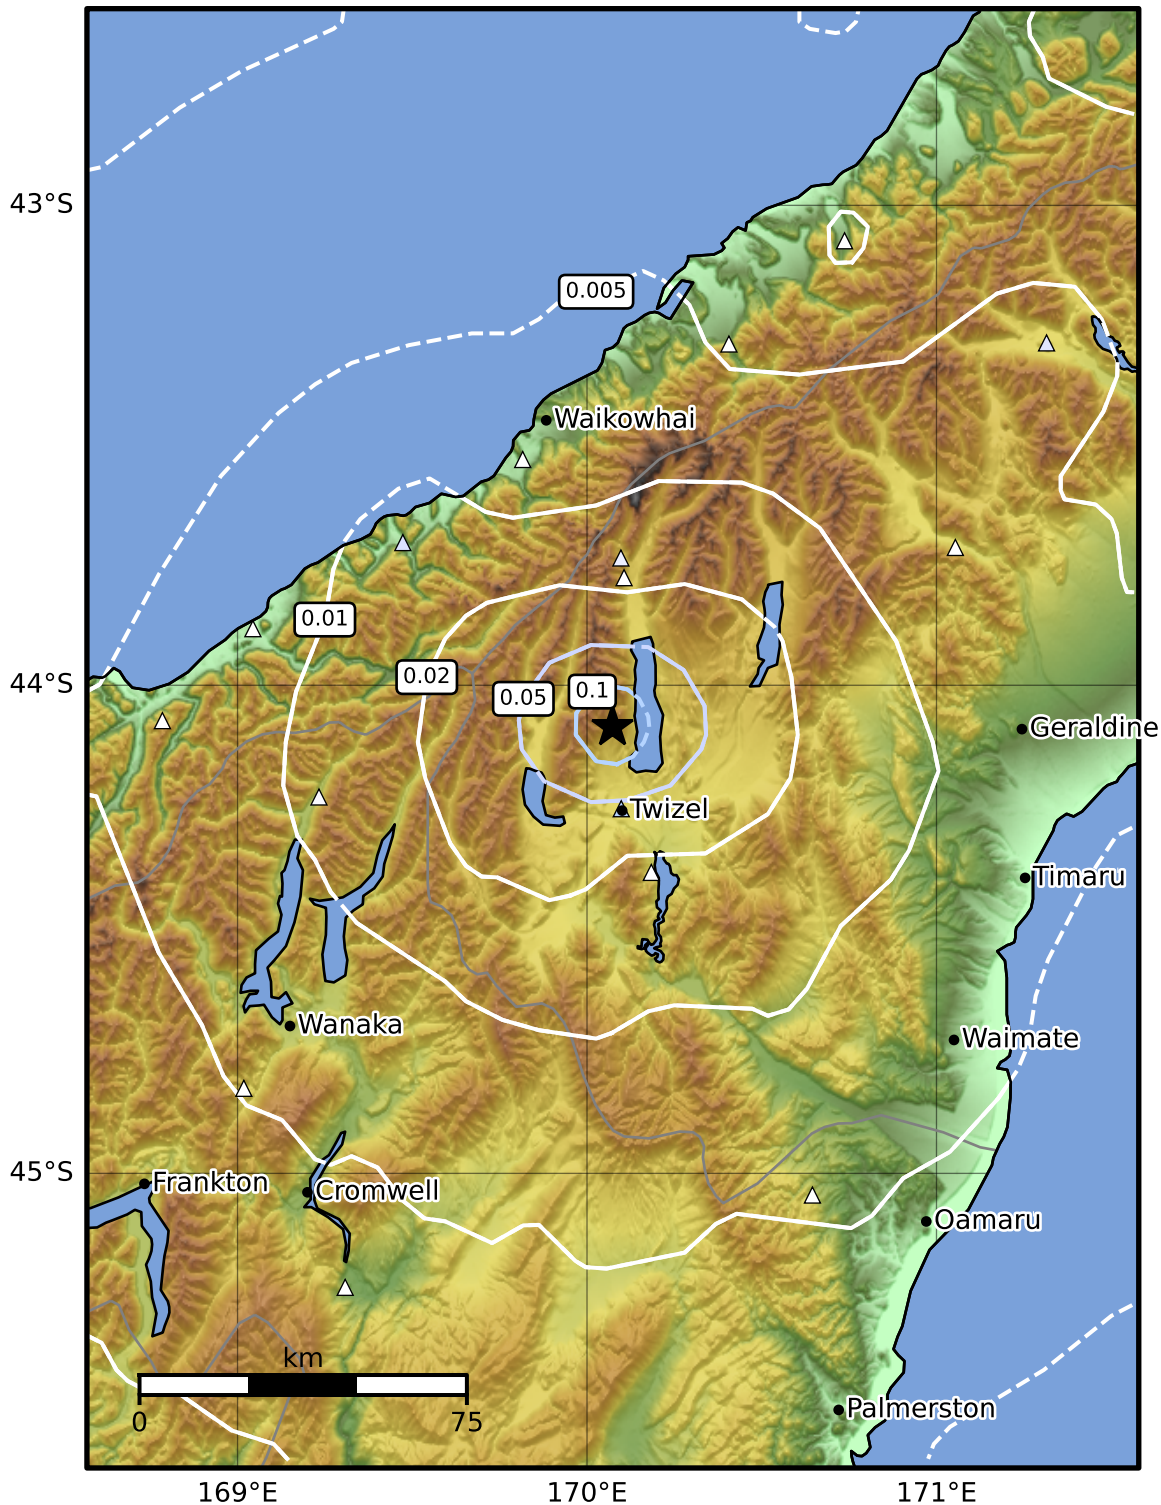 43°S
0.005
Waikowhai
0.01
0.02
44°S
0.05
0.1
Geraldine
Twizel
Timaru
Wanaka
Waimate
45°S
Frankton
Cromwell
Oamaru
km
0
75
Palmerston
169°E
170°E
171°E